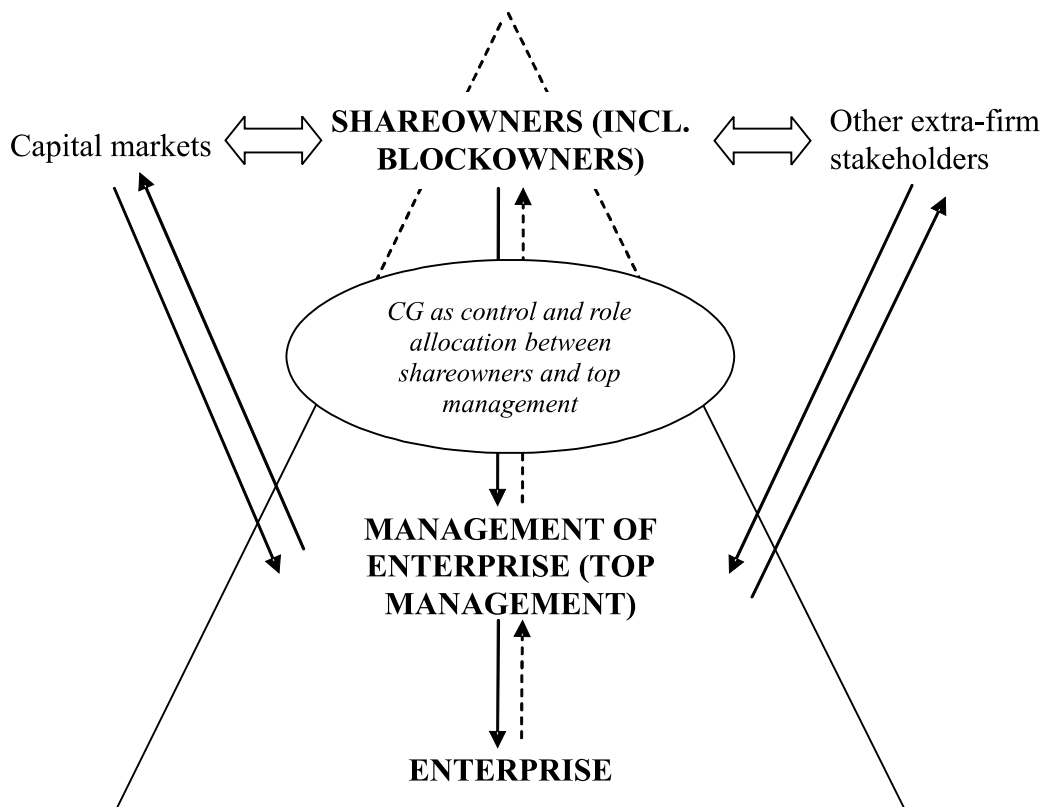 SHAREOWNERS (INCL.
BLOCKOWNERS)
Capital markets
Other extra-firm
stakeholders
CG as control and role
allocation between
shareowners and top
management
MANAGEMENT OF
ENTERPRISE (TOP
MANAGEMENT)
ENTERPRISE